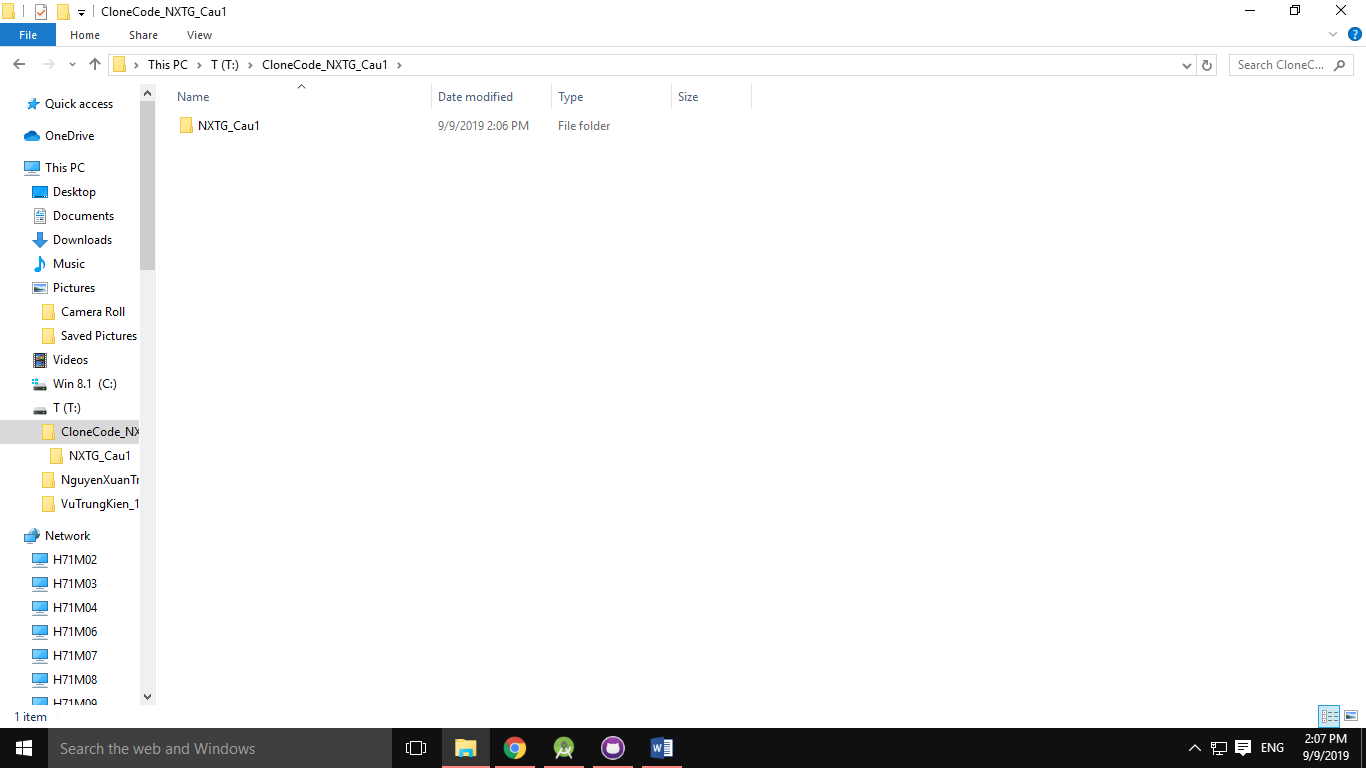 CloneCode_NXTG_Cau1
File Home Share View
This PC T (T:) CloneCode_NXTG_Cau1 Search CloneC...
Name Date modified Type Size
NXTG_Cau1 9/9/2019 2:06 PM File folder
Quick access
OneDrive
This PC
Desktop
Documents
Downloads
Music
Pictures
Camera Roll
Saved Pictures
Videos
Win 8.1 (C:)
T (T:)
CloneCode_NX
NXTG_Cau1
NguyenXuanTr
VuTrungKien_1
Network
H71M02
H71M03
H71M04
H71M06
H71M07
H71M08
H71M09
1 item
Search the web and Windows
ENG
2:07 PM
9/9/2019